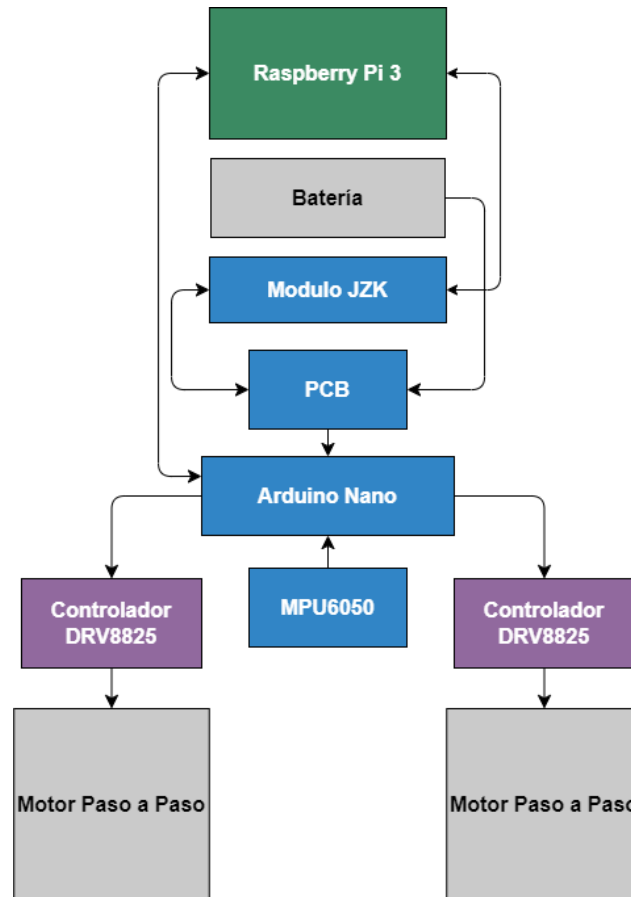 Raspberry Pi 3
Batería
Modulo JZK
PCB
Arduino Nano
MPU6050
Controlador
DRV8825
Controlador
DRV8825
Motor Paso a Paso
Motor Paso a Paso